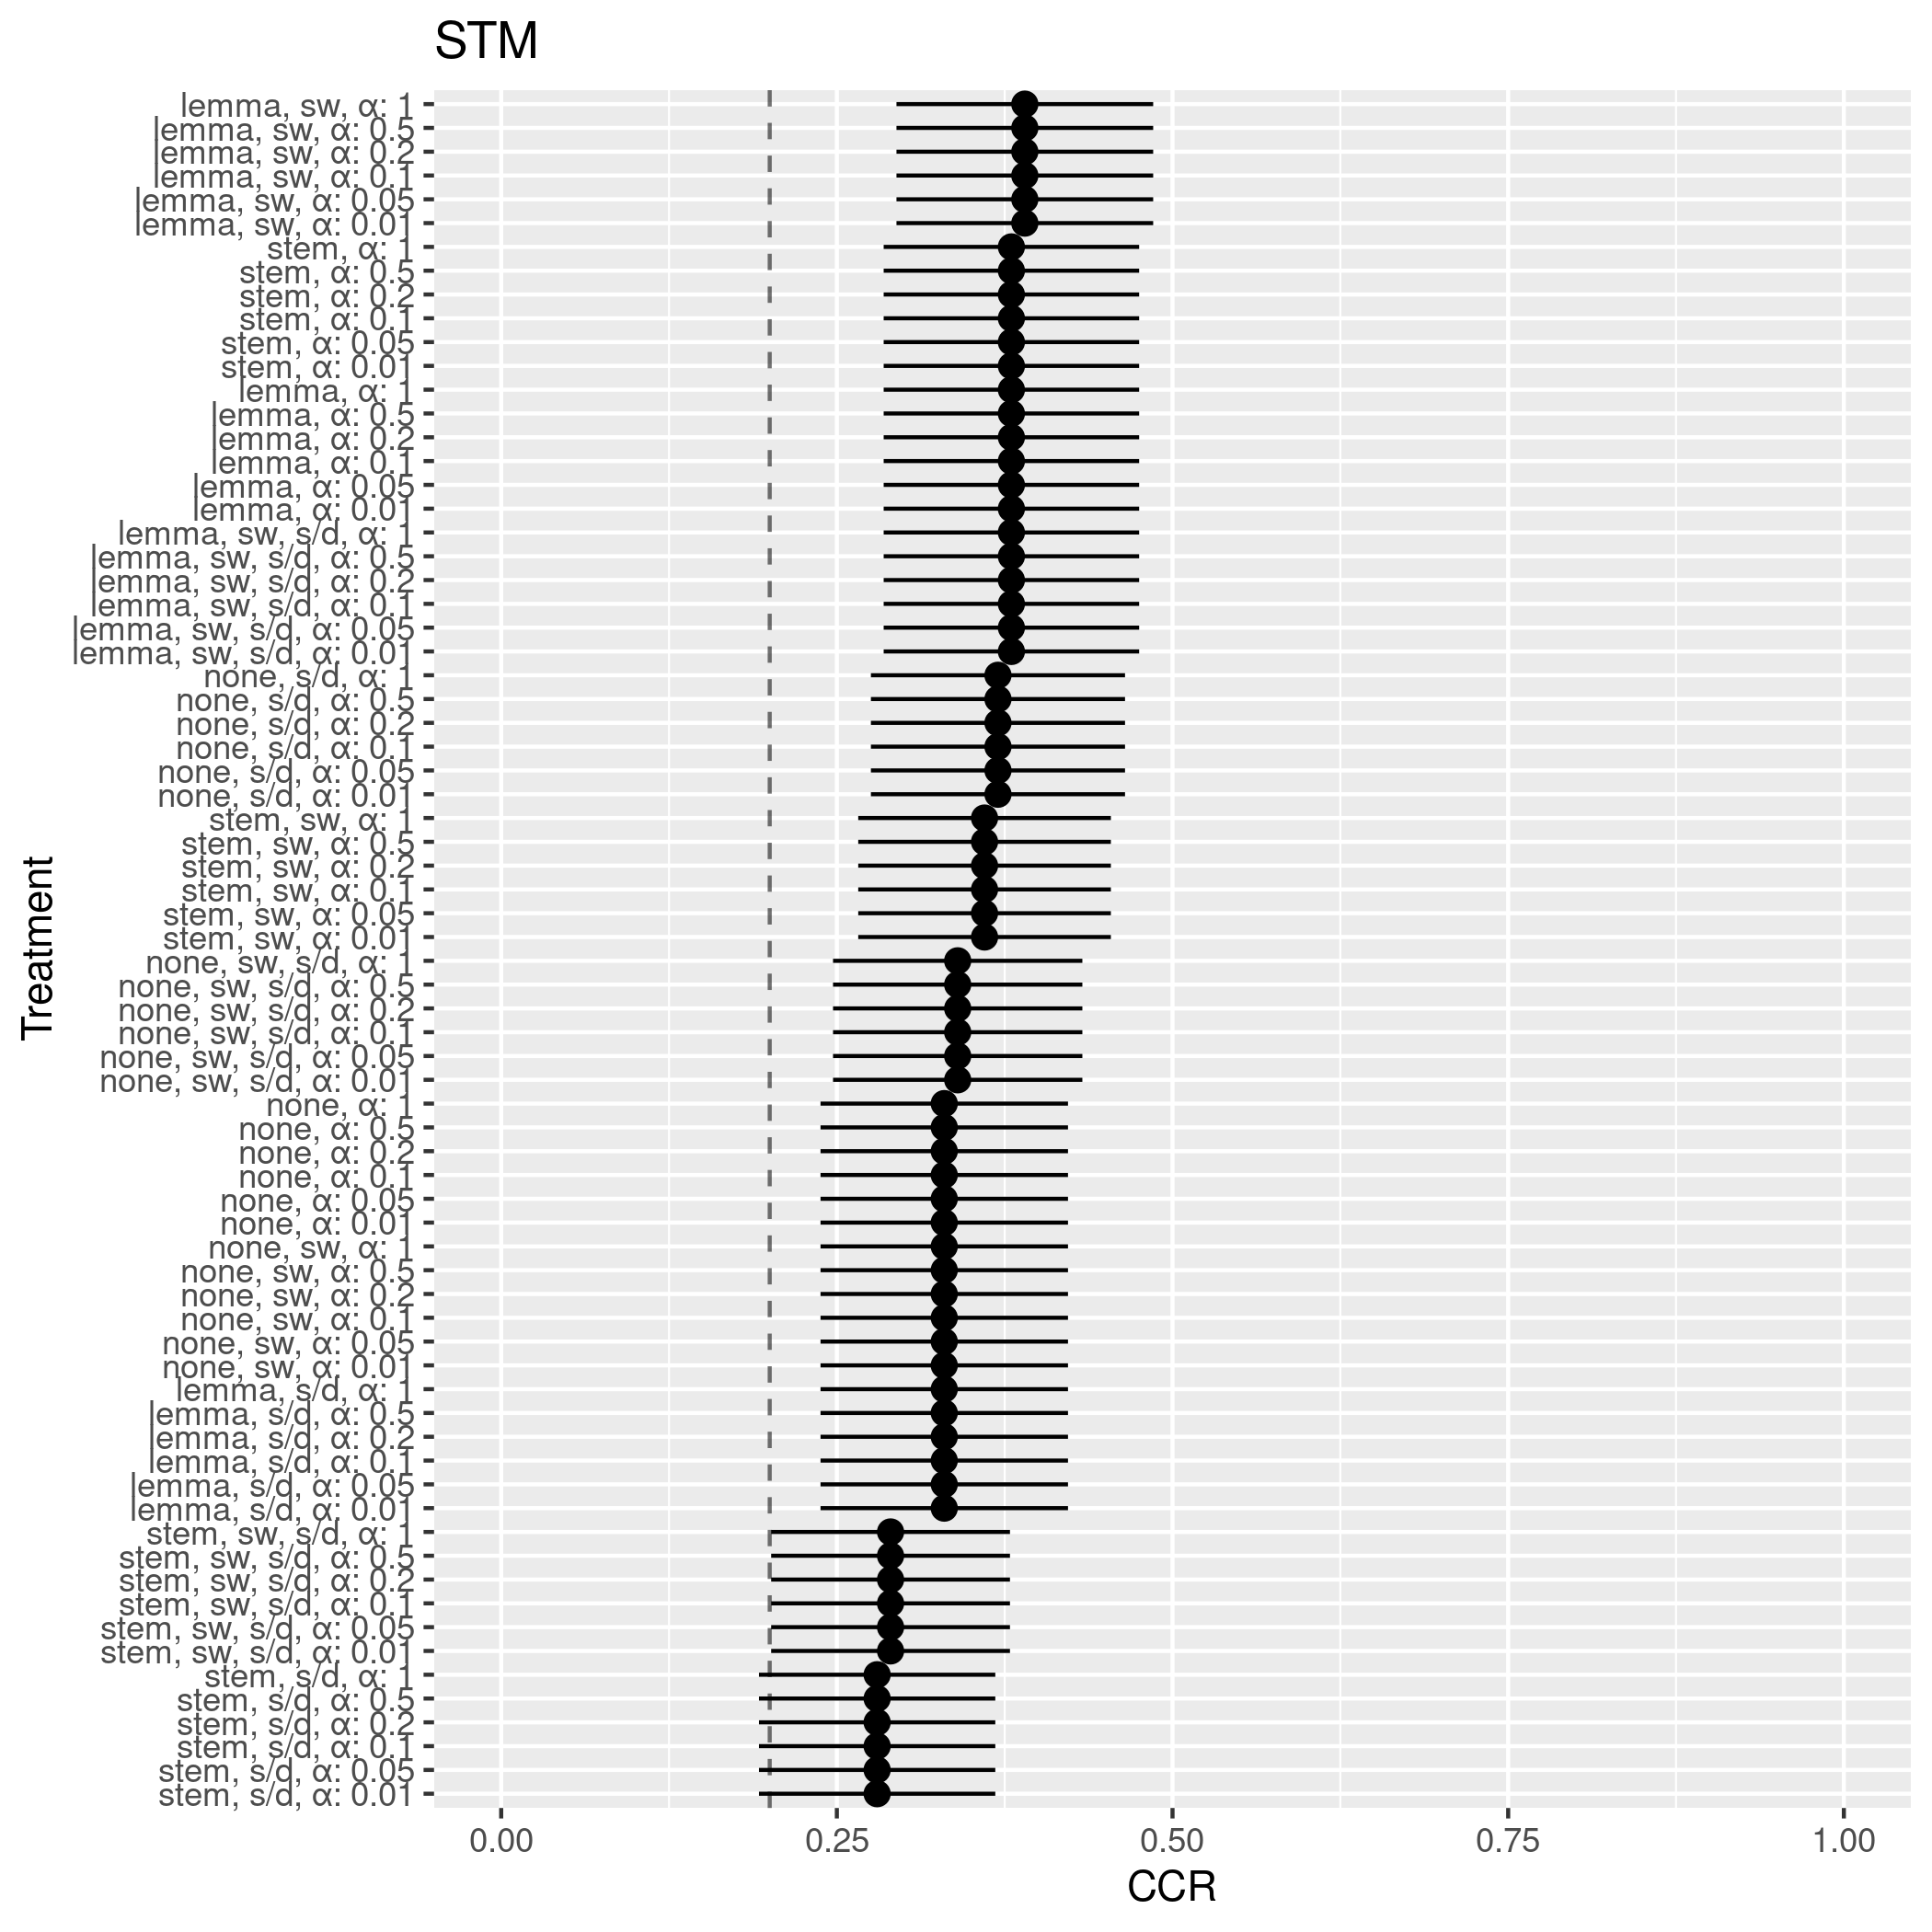 STM
lemma, sw, α: 1
lemma, sw, α: 0.5
lemma, sw, α: 0.2
lemma, sw, α: 0.1
lemma, sw, α: 0.05
lemma, sw, α: 0.01
stem, α: 1
stem, α: 0.5
stem, α: 0.2
stem, α: 0.1
stem, α: 0.05
stem, α: 0.01
lemma, α: 1
lemma, α: 0.5
lemma, α: 0.2
lemma, α: 0.1
lemma, α: 0.05
lemma, α: 0.01
lemma, sw, s/d, α: 1
lemma, sw, s/d, α: 0.5
lemma, sw, s/d, α: 0.2
lemma, sw, s/d, α: 0.1
lemma, sw, s/d, α: 0.05
lemma, sw, s/d, α: 0.01
none, s/d, α: 1
none, s/d, α: 0.5
none, s/d, α: 0.2
none, s/d, α: 0.1
none, s/d, α: 0.05
none, s/d, α: 0.01
stem, sw, α: 1
stem, sw, α: 0.5
stem, sw, α: 0.2
stem, sw, α: 0.1
stem, sw, α: 0.05
stem, sw, α: 0.01
none, sw, s/d, α: 1
none, sw, s/d, α: 0.5
none, sw, s/d, α: 0.2
none, sw, s/d, α: 0.1
none, sw, s/d, α: 0.05
none, sw, s/d, α: 0.01
none, α: 1
none, α: 0.5
none, α: 0.2
none, α: 0.1
none, α: 0.05
none, α: 0.01
none, sw, α: 1
none, sw, α: 0.5
none, sw, α: 0.2
none, sw, α: 0.1
none, sw, α: 0.05
none, sw, α: 0.01
lemma, s/d, α: 1
lemma, s/d, α: 0.5
lemma, s/d, α: 0.2
lemma, s/d, α: 0.1
lemma, s/d, α: 0.05
lemma, s/d, α: 0.01
stem, sw, s/d, α: 1
stem, sw, s/d, α: 0.5
stem, sw, s/d, α: 0.2
stem, sw, s/d, α: 0.1
stem, sw, s/d, α: 0.05
stem, sw, s/d, α: 0.01
stem, s/d, α: 1
stem, s/d, α: 0.5
stem, s/d, α: 0.2
stem, s/d, α: 0.1
stem, s/d, α: 0.05
stem, s/d, α: 0.01
Treatment
0.00 0.25 0.50 0.75 1.00
CCR